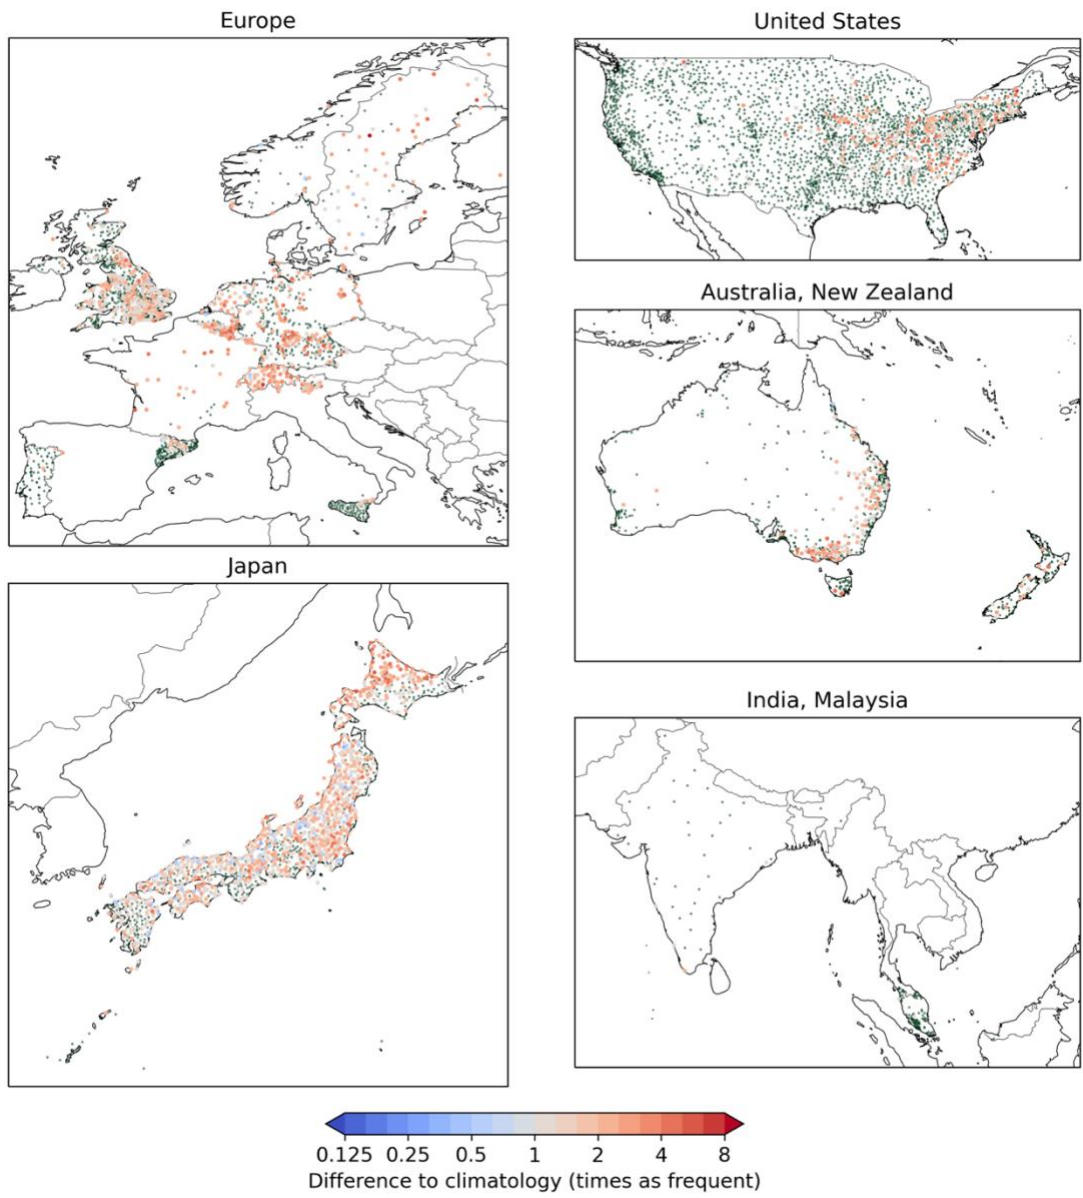 Europe
United States
Australia, New Zealand
Japan
India, Malaysia
0.125 0.25 0.5 1 2 4 8
Difference to climatology (times as frequent)